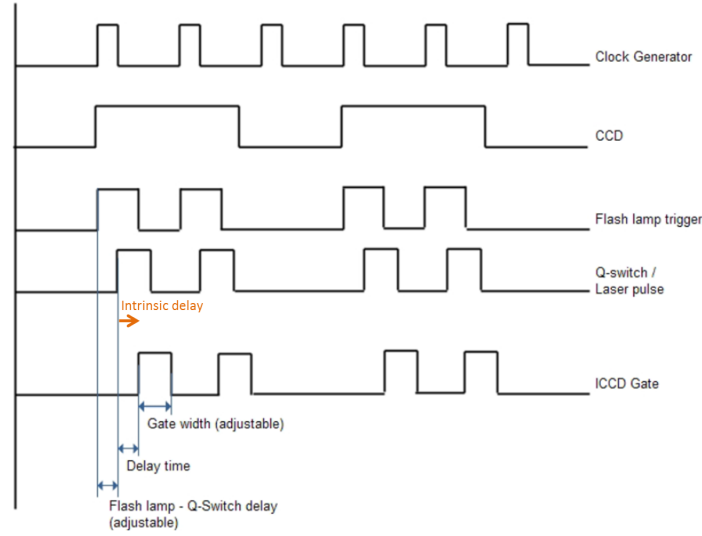 Clock Generator
CCD
Flash lamp trigger
Q-switch /
Laser pulse
Intrinsic delay
ICCD Gate
Gate width (adjustable)
Delay time
Flash lamp - Q-Switch delay
(adjustable)